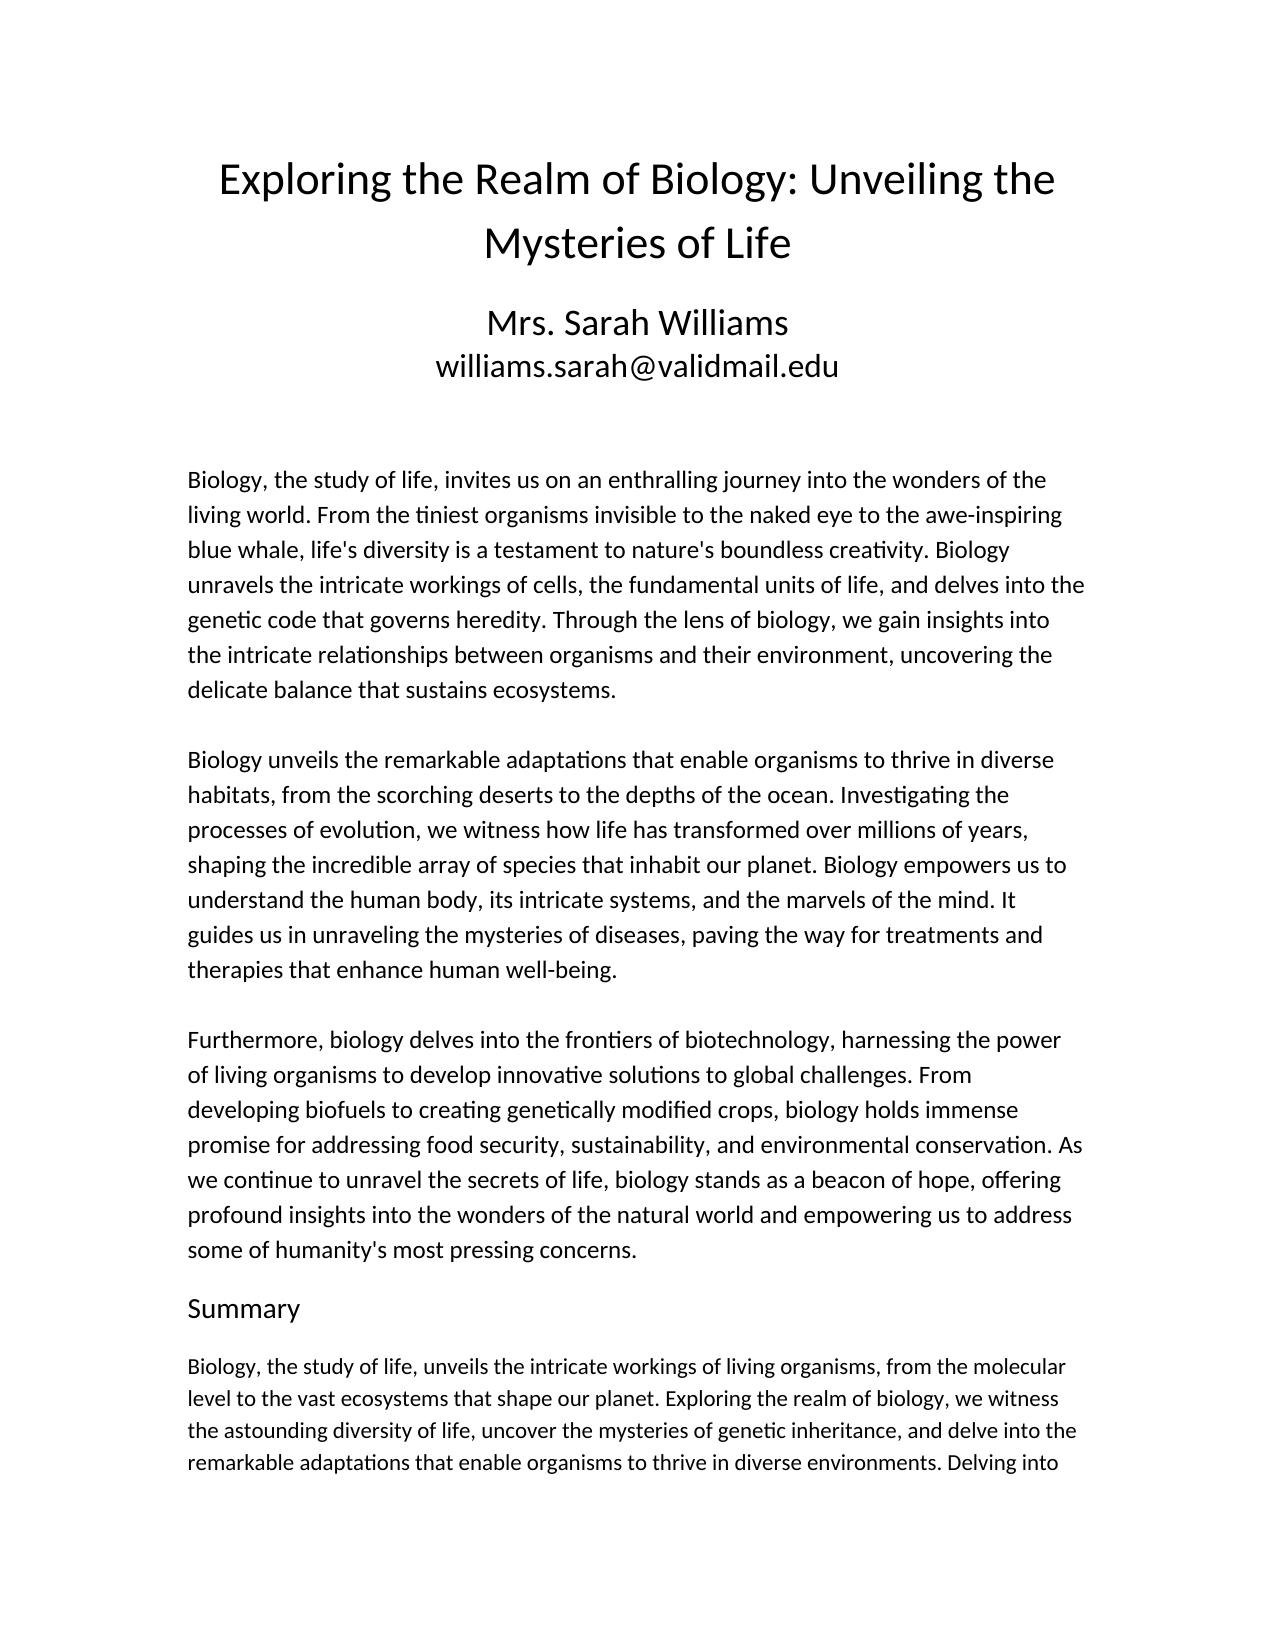 Exploring the Realm of Biology: Unveiling the
Mysteries of Life
Mrs. Sarah Williams
williams.sarah@validmail.edu
Biology, the study of life, invites us on an enthralling journey into the wonders of the
living world. From the tiniest organisms invisible to the naked eye to the awe-inspiring
blue whale, life's diversity is a testament to nature's boundless creativity. Biology
unravels the intricate workings of cells, the fundamental units of life, and delves into the
genetic code that governs heredity. Through the lens of biology, we gain insights into
the intricate relationships between organisms and their environment, uncovering the
delicate balance that sustains ecosystems.
Biology unveils the remarkable adaptations that enable organisms to thrive in diverse
habitats, from the scorching deserts to the depths of the ocean. Investigating the
processes of evolution, we witness how life has transformed over millions of years,
shaping the incredible array of species that inhabit our planet. Biology empowers us to
understand the human body, its intricate systems, and the marvels of the mind. It
guides us in unraveling the mysteries of diseases, paving the way for treatments and
therapies that enhance human well-being.
Furthermore, biology delves into the frontiers of biotechnology, harnessing the power
of living organisms to develop innovative solutions to global challenges. From
developing biofuels to creating genetically modified crops, biology holds immense
promise for addressing food security, sustainability, and environmental conservation. As
we continue to unravel the secrets of life, biology stands as a beacon of hope, offering
profound insights into the wonders of the natural world and empowering us to address
some of humanity's most pressing concerns.
Summary
Biology, the study of life, unveils the intricate workings of living organisms, from the molecular
level to the vast ecosystems that shape our planet. Exploring the realm of biology, we witness
the astounding diversity of life, uncover the mysteries of genetic inheritance, and delve into the
remarkable adaptations that enable organisms to thrive in diverse environments. Delving into